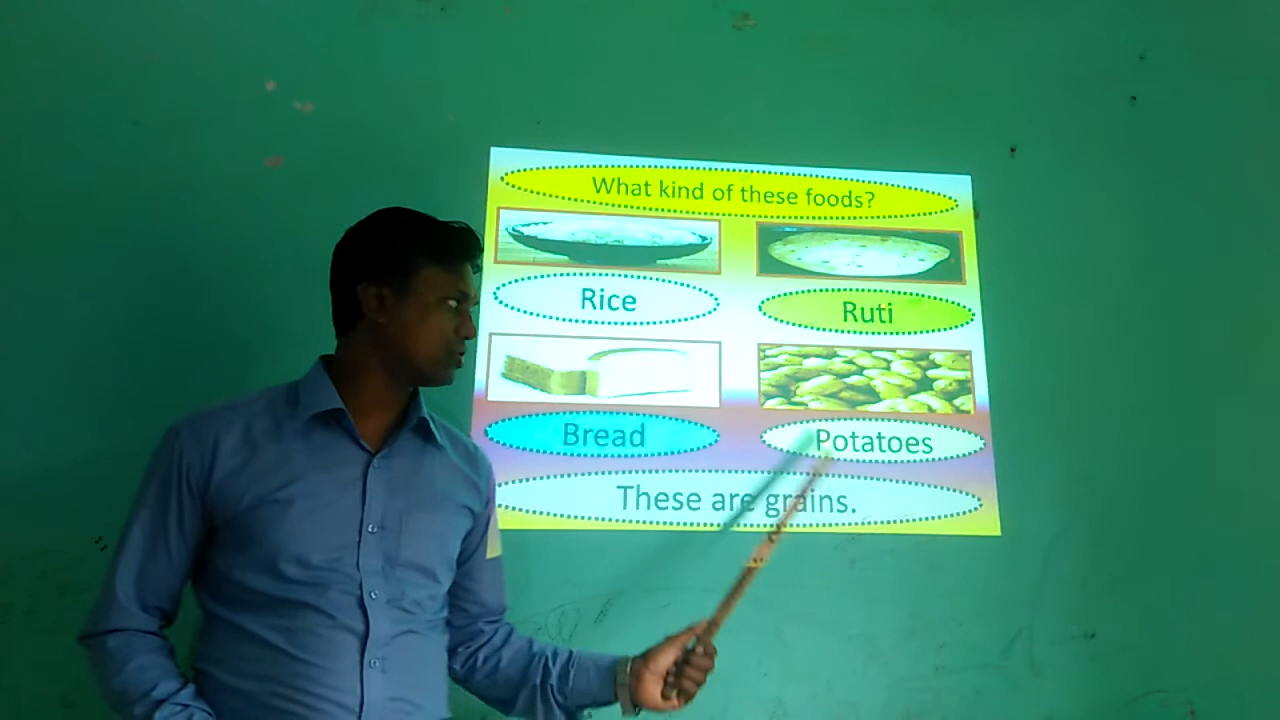 What kind of these foods?
Rice
Ruti
Bread
Potatoes
These are grains.